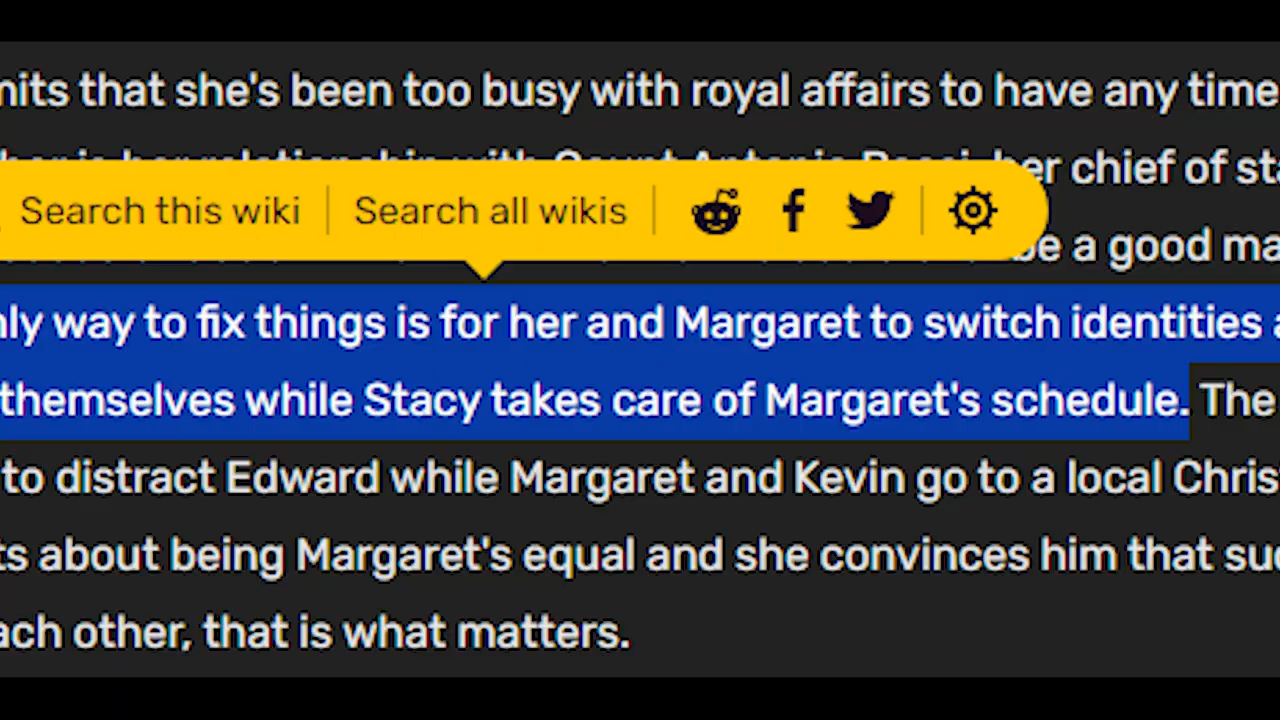 nits that she's been too busy with royal affairs to have any time
er chief of sta
Search this wiki Search all wikis
be a good ma
nly way to fix things is for her and Margaret to switch identities a
themselves while Stacy takes care of Margaret's schedule. The
to distract Edward while Margaret and Kevin go to a local Chris
ts about being Margaret's equal and she convinces him that suc
ach other, that is what matters.